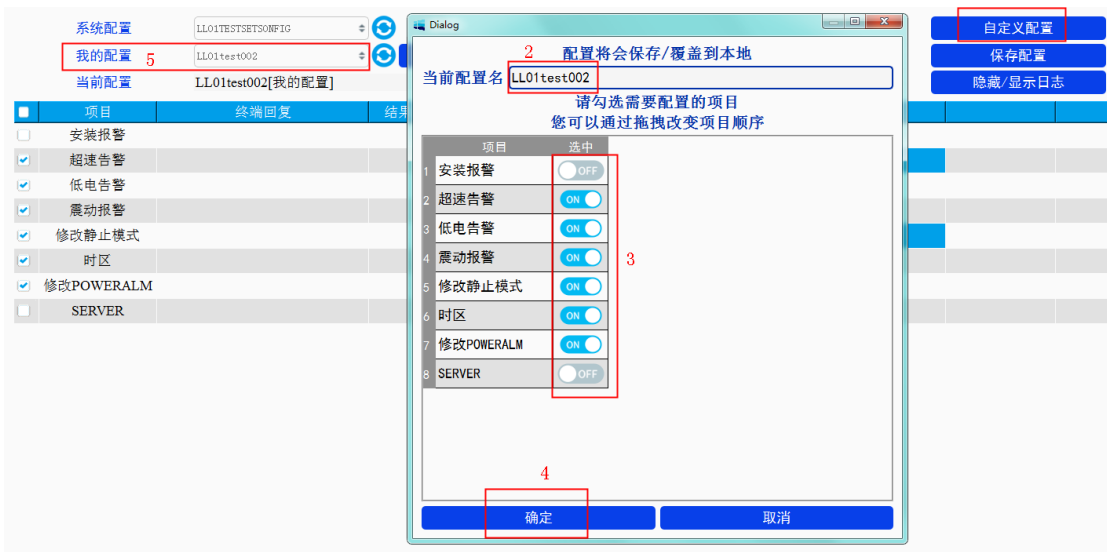 系统配置 LL01TESTSETSONFIG
我的配置 5 LL01test002
当前配置 LL01test002[我的配置]
项目 终端回复
安装报警
超速告警
低电告警
震动报警
修改静止模式
时区
修改POWERALM
SERVER
Dialog
2 配置将会保存/覆盖到本地
当前配置名 LL01test002
请勾选需要配置的项目
您可以通过拖拽改变项目顺序
项目 选中
1 安装报警 OFF
2 超速告警 ON
3 低电告警 ON
4 震动报警 ON 3
5 修改静止模式 ON
6 时区 ON
7 修改POWERALM ON
8 SERVER OFF
4
确定 取消
自定义配置
保存配置
隐藏/显示日志